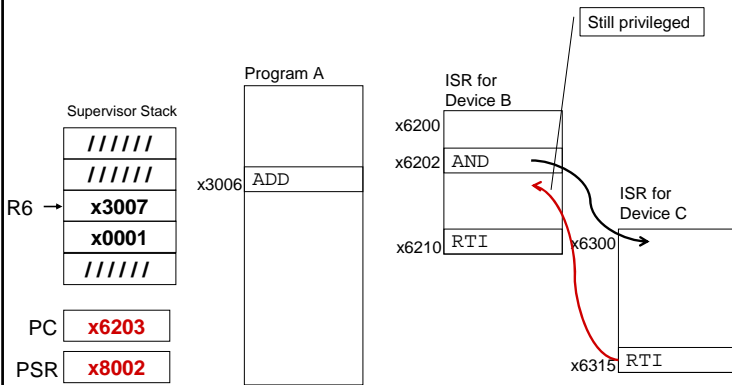 Still privileged
Program A
ISR for
Device B
Supervisor Stack
//////
//////
R6
x3007
x0001
//////
x3006
ADD
x6200
x6202
AND
x6210
RTI
ISR for
Device C
x6300
x6315
RTI
PC
x6203
PSR
x8002